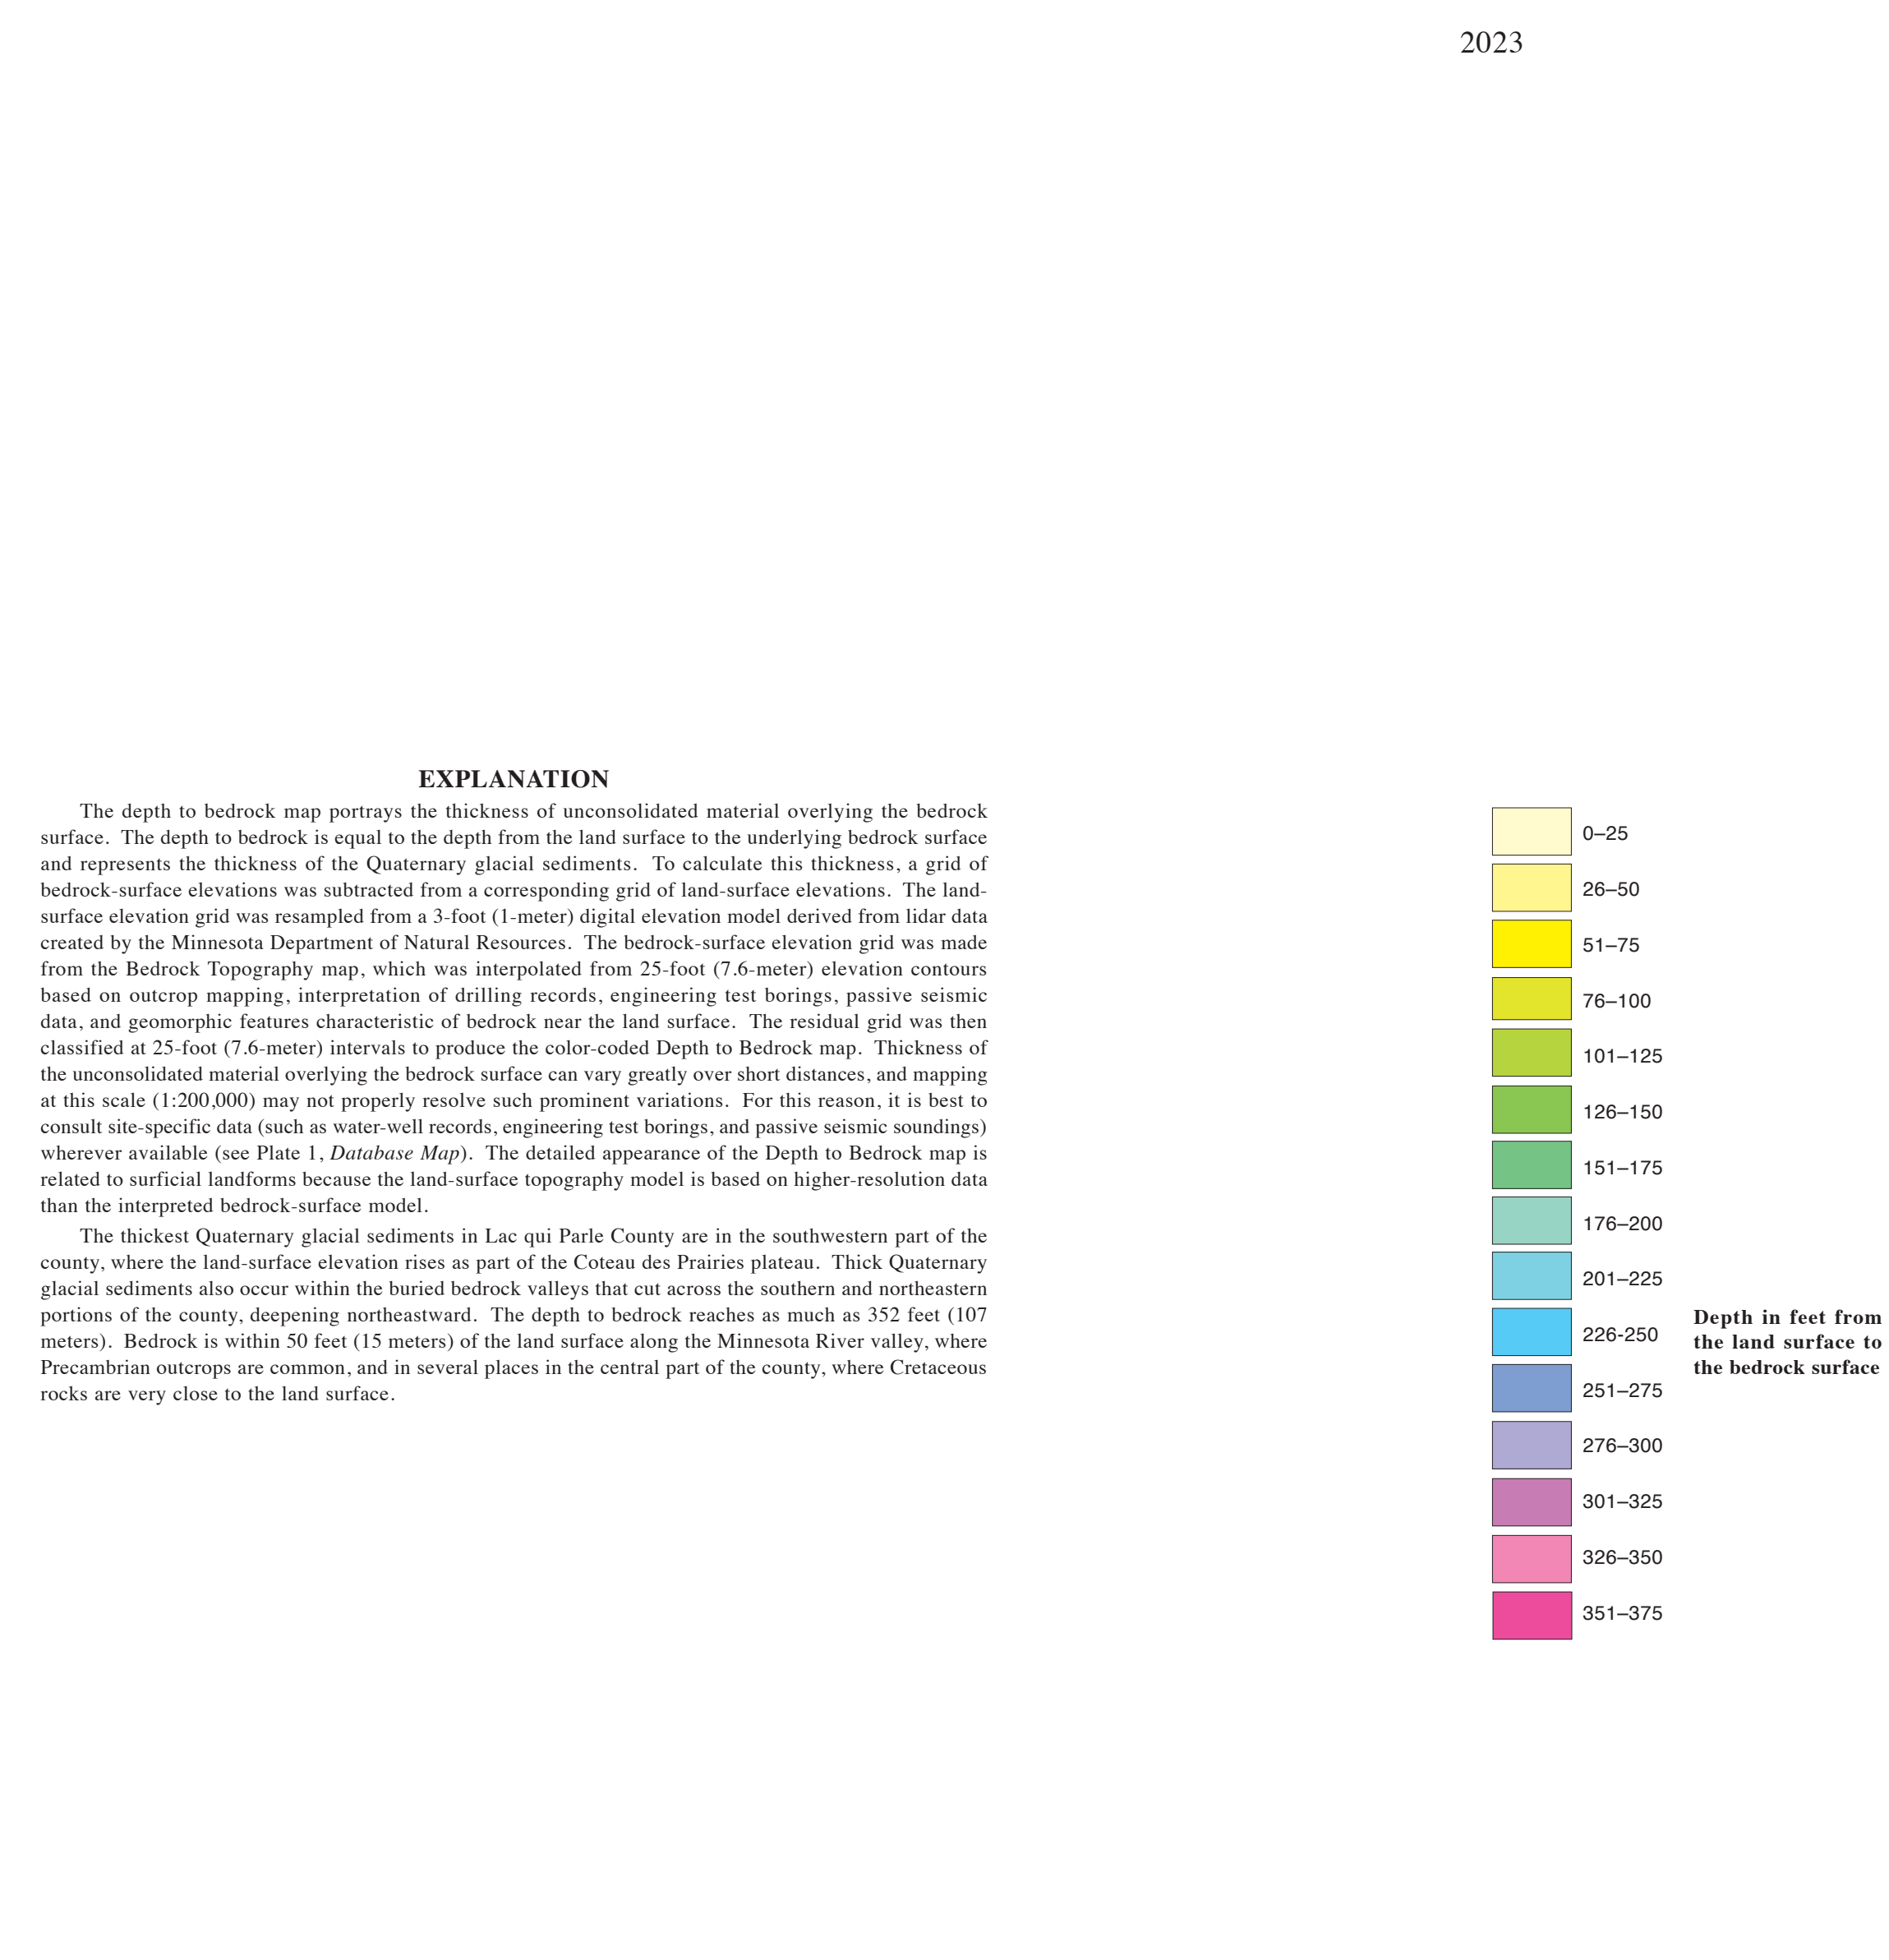 2023
EXPLANATION
The depth to bedrock map portrays the thickness of unconsolidated material overlying the bedrock
surface. The depth to bedrock is equal to the depth from the land surface to the underlying bedrock surface
and represents the thickness of the Quaternary glacial sediments. To calculate this thickness, a grid of
bedrock-surface elevations was subtracted from a corresponding grid of land-surface elevations. The land-
surface elevation grid was resampled from a 3-foot (1-meter) digital elevation model derived from lidar data
created by the Minnesota Department of Natural Resources. The bedrock-surface elevation grid was made
from the Bedrock Topography map, which was interpolated from 25-foot (7.6-meter) elevation contours
based on outcrop mapping, interpretation of drilling records, engineering test borings, passive seismic
data, and geomorphic features characteristic of bedrock near the land surface. The residual grid was then
classified at 25-foot (7.6-meter) intervals to produce the color-coded Depth to Bedrock map. Thickness of
the unconsolidated material overlying the bedrock surface can vary greatly over short distances, and mapping
at this scale (1:200,000) may not properly resolve such prominent variations. For this reason, it is best to
consult site-specific data (such as water-well records, engineering test borings, and passive seismic soundings)
wherever available (see Plate 1, Database Map). The detailed appearance of the Depth to Bedrock map is
related to surficial landforms because the land-surface topography model is based on higher-resolution data
than the interpreted bedrock-surface model.
The thickest Quaternary glacial sediments in Lac qui Parle County are in the southwestern part of the
county, where the land-surface elevation rises as part of the Coteau des Prairies plateau. Thick Quaternary
glacial sediments also occur within the buried bedrock valleys that cut across the southern and northeastern
portions of the county, deepening northeastward. The depth to bedrock reaches as much as 352 feet (107
meters). Bedrock is within 50 feet (15 meters) of the land surface along the Minnesota River valley, where
Precambrian outcrops are common, and in several places in the central part of the county, where Cretaceous
rocks are very close to the land surface.
0–25
26–50
51–75
76–100
101–125
126–150
151–175
176–200
201–225
226-250
251–275
276–300
301–325
326–350
351–375
Depth in feet from
the land surface to
the bedrock surface